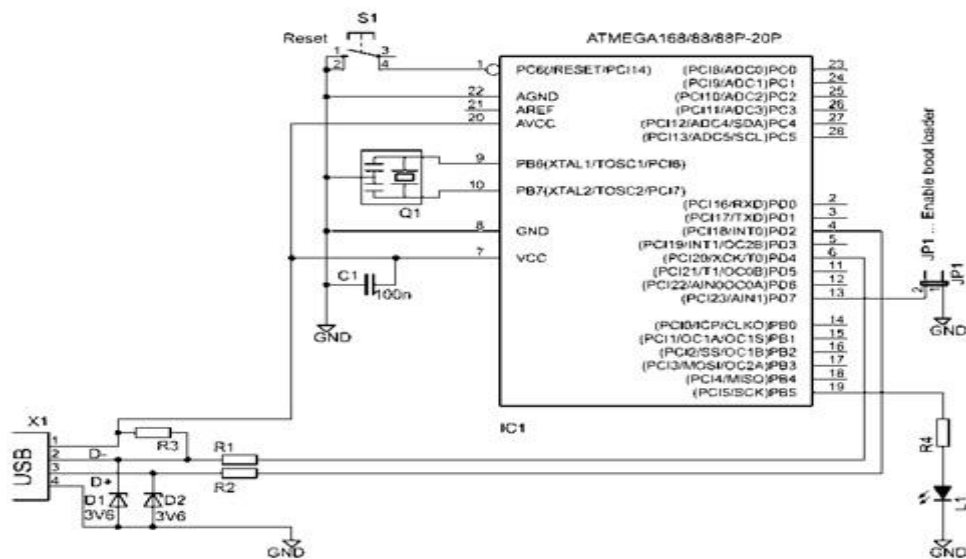 S1
Reset
1 3
2 4
ATMEGA168/88/88P-20P
1 PC6(/RESET/PCI14)
22 AGND
21 AREF
20 AVCC
9 PB6(XTAL1/TOSC1/PCI6)
10 PB7(XTAL2/TOSC2/PCI7)
Q1
8 GND
7 VCC
C1
100n
GND
(PCI8/ADC0)PC0 23
(PCI9/ADC1)PC1 24
(PCI10/ADC2)PC2 25
(PCI11/ADC3)PC3 26
(PCI12/ADC4/SDA)PC4 27
(PCI13/ADC5/SCL)PC5 28
(PCI16/RXD)PD0 2
(PCI17/TXD)PD1 3
(PCI18/INT0)PD2 4
(PCI19/INT1/OC2B)PD3 5
(PCI20/XCK/T0)PD4 6
(PCI21/T1/OC0B)PD5 11
(PCI22/AIN0OC0A)PD6 12
(PCI23/AIN1)PD7 13
(PCI0/ICP/CLKO)PB0 14
(PCI1/OC1A/OC1S)PB1 15
(PCI2/SS/OC1B)PB2 16
(PCI3/MOSI/OC2A)PB3 17
(PCI4/MISO)PB4 18
(PCI5/SCK)PB5 19
IC1
JP1 ... Enable boot loader
JP1
2 1
GND
X1
USB
1
2 D-
3 D+
4
R3
R1
R2
D1
3V6
D2
3V6
GND
R4
L1
GND